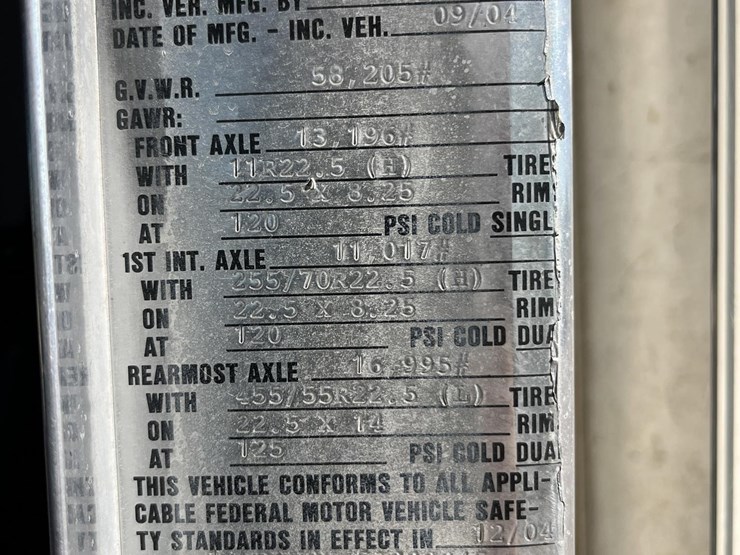 INC. VEH. MFG. BY
DATE OF MFG. - INC. VEH. 09/04
G.V.W.R. 58,205#
GAWR:
FRONT AXLE 13,196#
WITH 11R22.5 (H) TIRE
ON 22.5 X 8.25 RIM
AT 120 PSI COLD SINGL
1ST INT. AXLE 11,017#
WITH 255/70R22.5 (H) TIRE
ON 22.5 X 8.25 RIM
AT 120 PSI COLD DUA
REARMOST AXLE 16,995#
WITH 455/55R22.5 (L) TIRE
ON 22.5 X 14 RIM
AT 125 PSI COLD DUA
THIS VEHICLE CONFORMS TO ALL APPLI-
CABLE FEDERAL MOTOR VEHICLE SAFE-
TY STANDARDS IN EFFECT IN 12/04